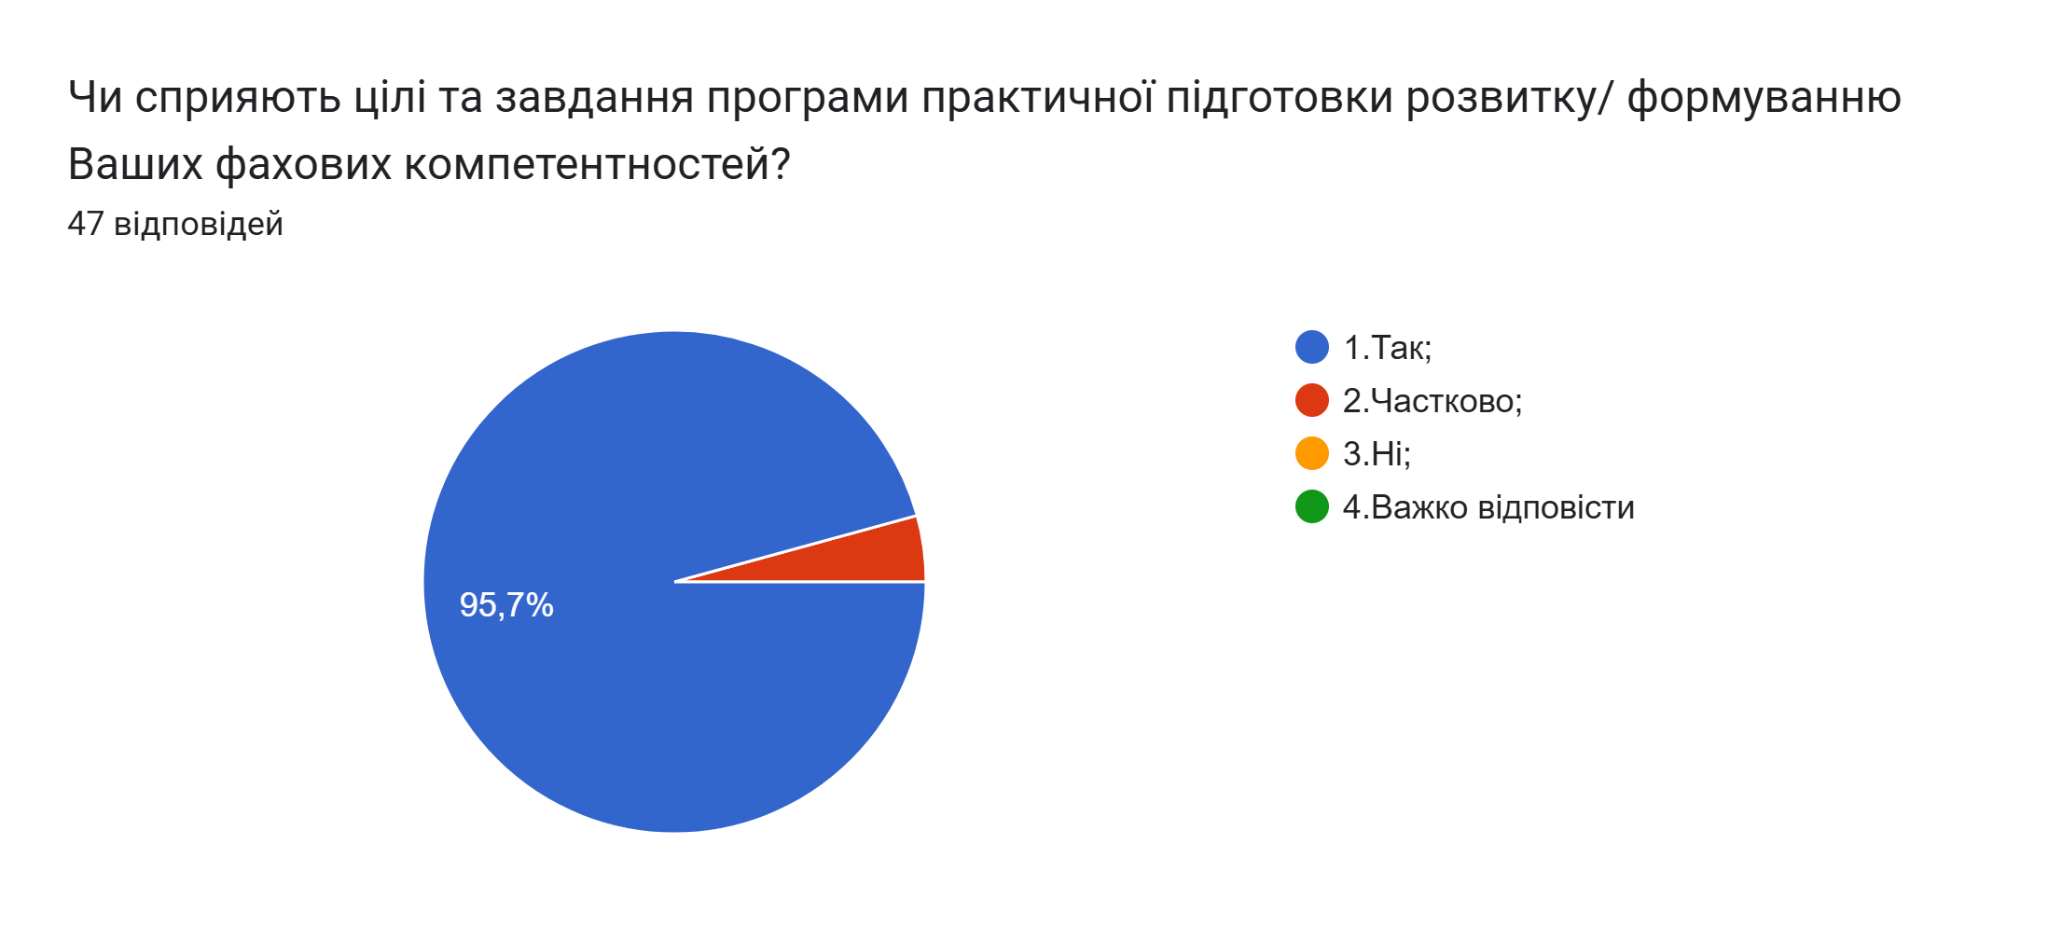 Чи сприяють цілі та завдання програми практичної підготовки розвитку/ формуванню
Ваших фахових компетентностей?
47 відповідей
1.Так;
2.Частково;
3.Ні;
4.Важко відповісти
95,7%